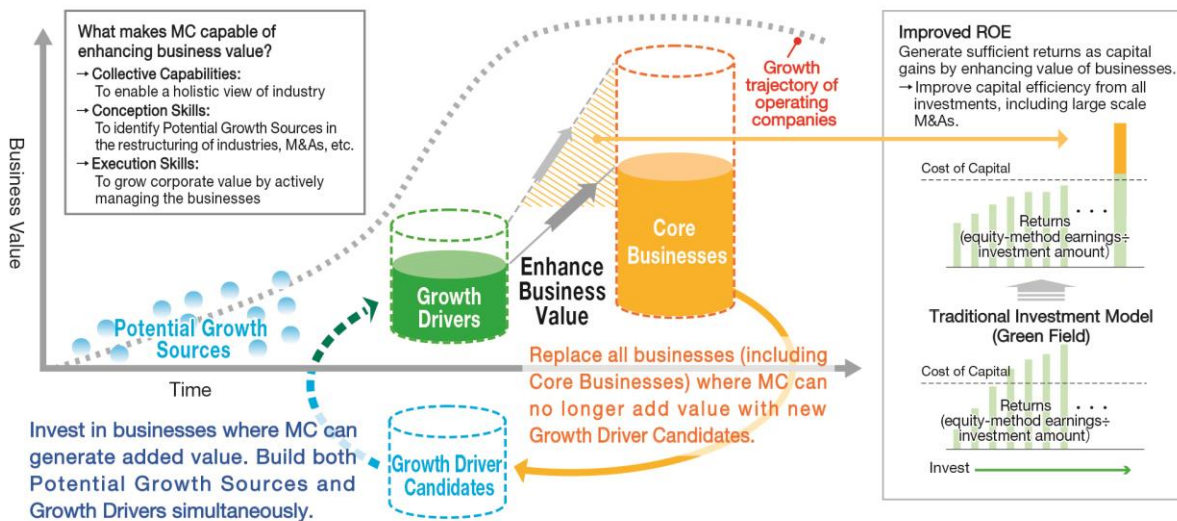 What makes MC capable of
enhancing business value?
→ Collective Capabilities:
To enable a holistic view of industry
→ Conception Skills:
To identify Potential Growth Sources in
the restructuring of industries, M&As, etc.
→ Execution Skills:
To grow corporate value by actively
managing the businesses
Business Value
Time
Potential Growth
Sources
Growth
Drivers
Enhance
Business
Value
Core
Businesses
Growth
trajectory of
operating
companies
Growth Driver
Candidates
Invest in businesses where MC can
generate added value. Build both
Potential Growth Sources and
Growth Drivers simultaneously.
Replace all businesses (including
Core Businesses) where MC can
no longer add value with new
Growth Driver Candidates.
Improved ROE
Generate sufficient returns as capital
gains by enhancing value of businesses.
→ Improve capital efficiency from all
investments, including large scale
M&As.
Cost of Capital
Returns
(equity-method earnings÷
investment amount)
Traditional Investment Model
(Green Field)
Cost of Capital
Returns
(equity-method earnings÷
investment amount)
Invest